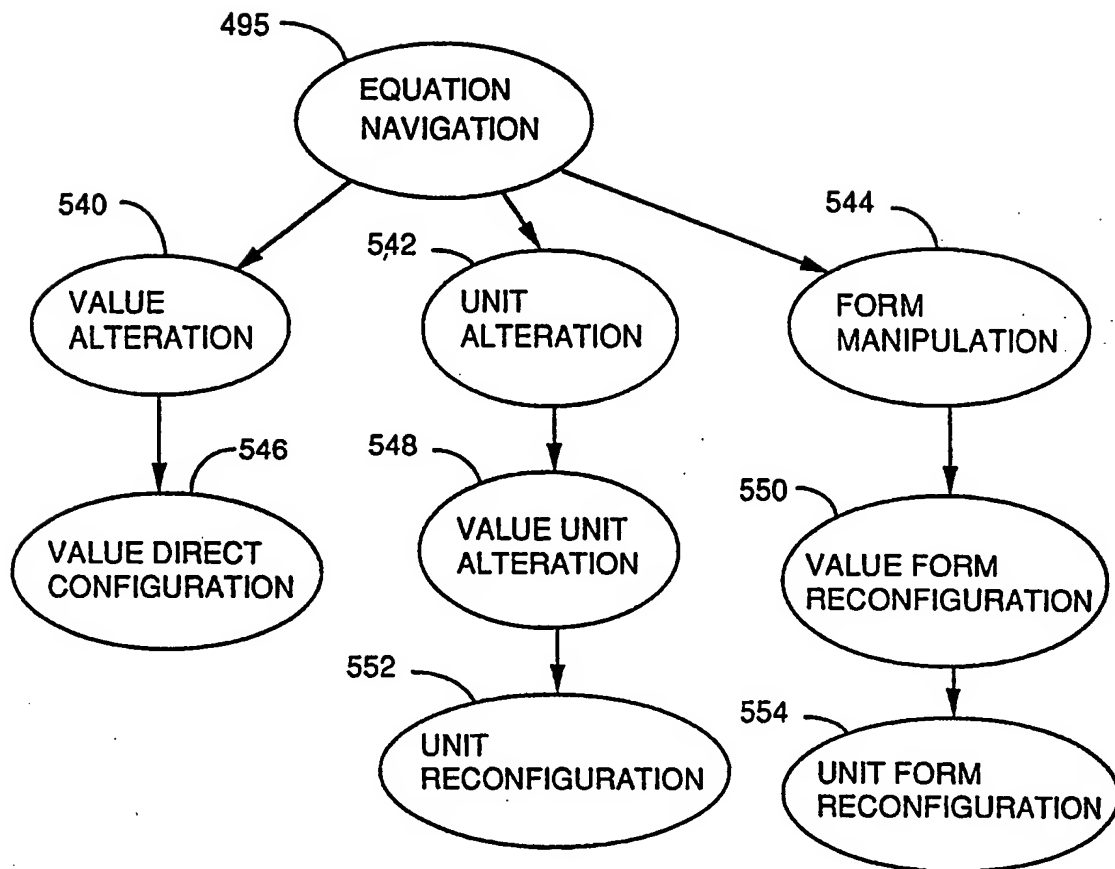 495
EQUATION
NAVIGATION
540
VALUE
ALTERATION
542
UNIT
ALTERATION
544
FORM
MANIPULATION
546
VALUE DIRECT
CONFIGURATION
548
VALUE UNIT
ALTERATION
550
VALUE FORM
RECONFIGURATION
552
UNIT
RECONFIGURATION
554
UNIT FORM
RECONFIGURATION